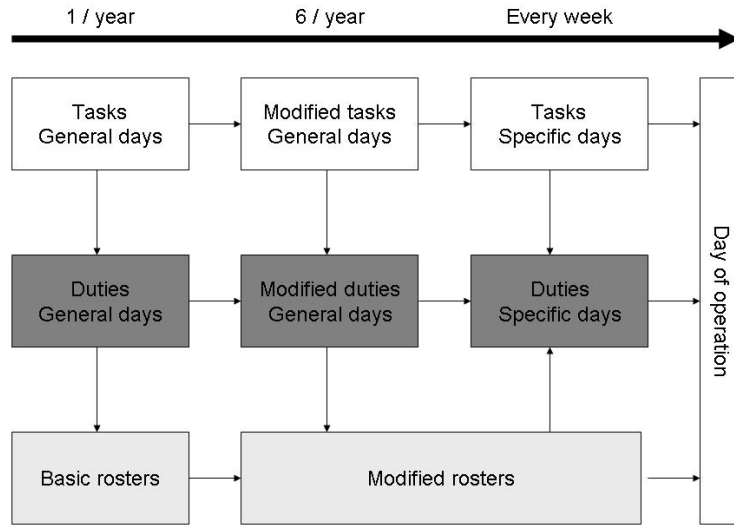 1 / year
6 / year
Every week
Tasks
General days
Modified tasks
General days
Tasks
Specific days
Duties
General days
Modified duties
General days
Duties
Specific days
Basic rosters
Modified rosters
Day of operation